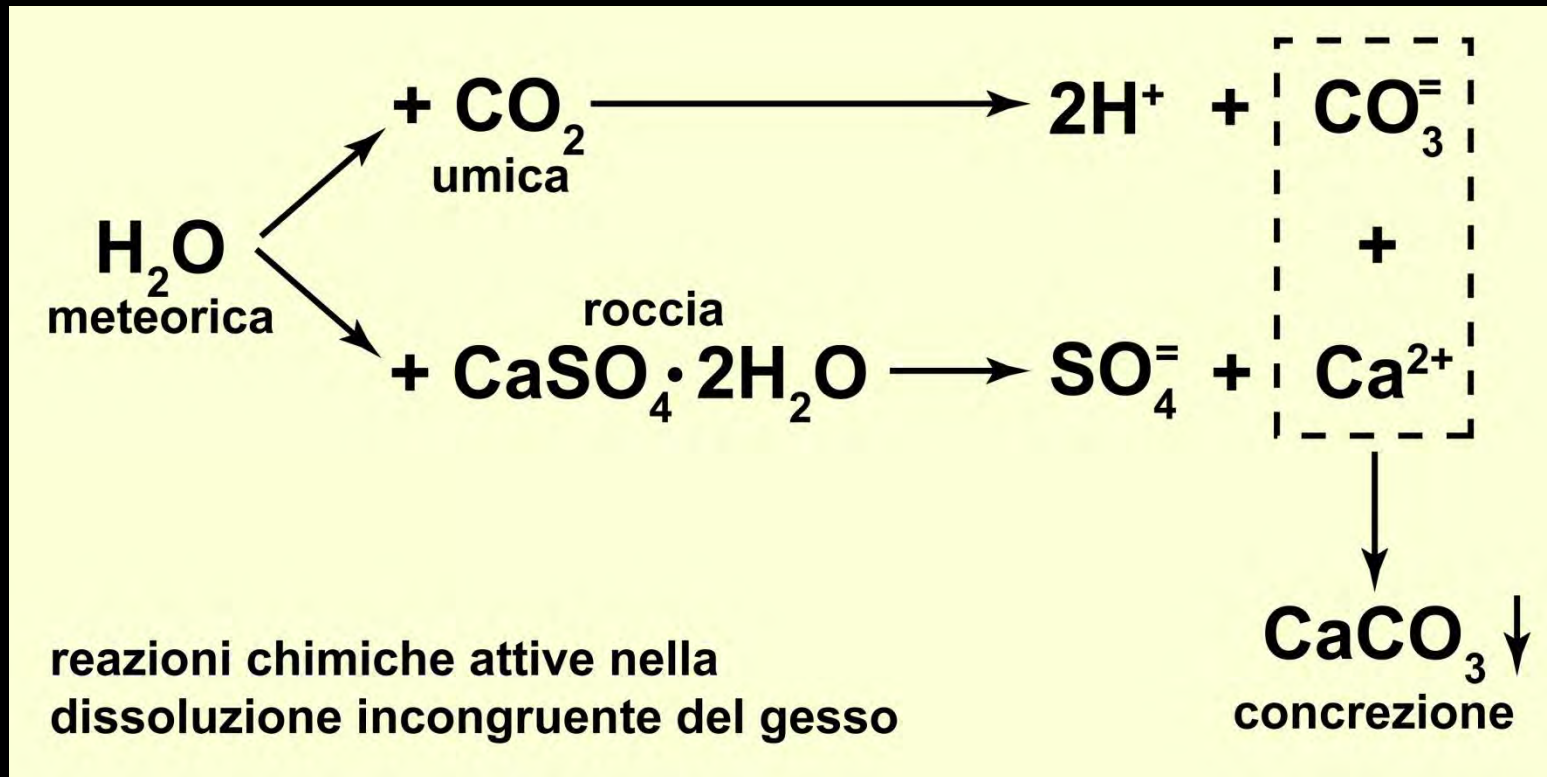 + CO₂ → 2H⁺ + CO₃⁼
umica
H₂O
meteorica
+
roccia
+ CaSO₄·2H₂O → SO₄⁼ + Ca²⁺
CaCO₃ ↓
concrezione
reazioni chimiche attive nella
dissoluzione incongruente del gesso